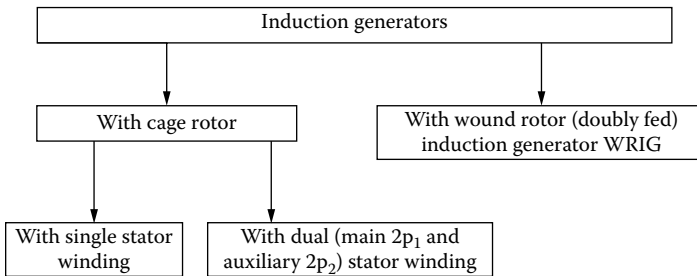 Induction generators
With cage rotor
With wound rotor (doubly fed)
induction generator WRIG
With single stator
winding
With dual (main 2p₁ and
auxiliary 2p₂) stator winding